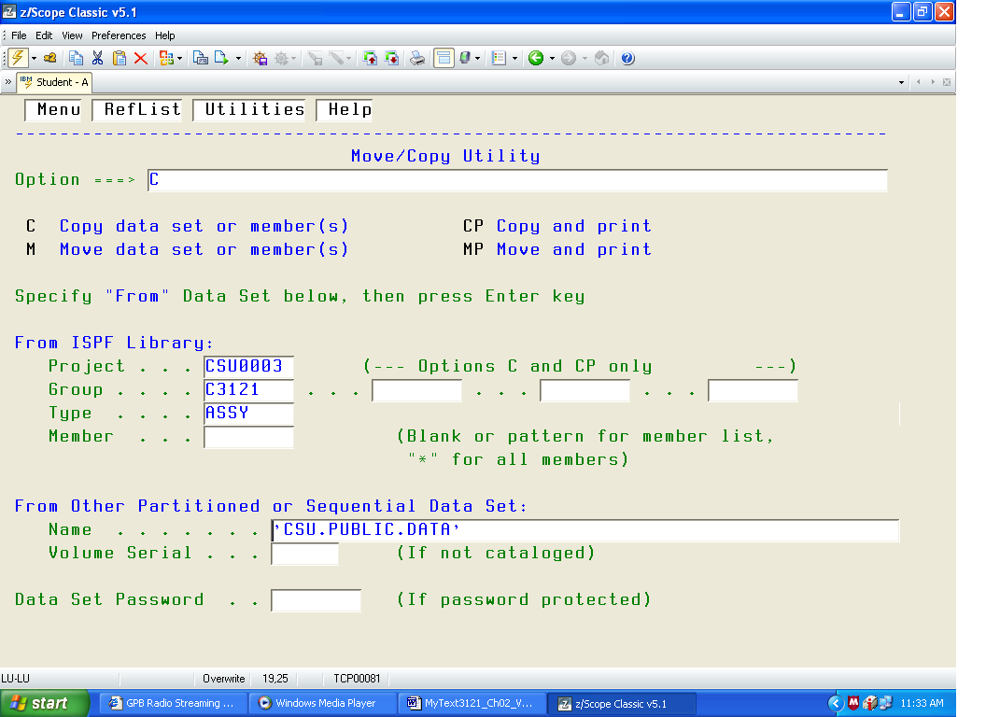 z/Scope Classic v5.1
File Edit View Preferences Help
» IBM Student - A
Menu RefList Utilities Help
-------------------------------------------------------------------------------
Move/Copy Utility
Option ===> C
C Copy data set or member(s) CP Copy and print
M Move data set or member(s) MP Move and print
Specify "From" Data Set below, then press Enter key
From ISPF Library:
Project . . . CSU0003 (--- Options C and CP only ---)
Group . . . . C3121 . . . . . . . . .
Type . . . . ASSY
Member . . . (Blank or pattern for member list,
"*" for all members)
From Other Partitioned or Sequential Data Set:
Name . . . . . . . 'CSU.PUBLIC.DATA'
Volume Serial . . . (If not cataloged)
Data Set Password . . (If password protected)
LU-LU Overwrite 19,25 TCP00081
start GPB Radio Streaming ... Windows Media Player MyText3121_Ch02_V... z/Scope Classic v5.1 11:33 AM